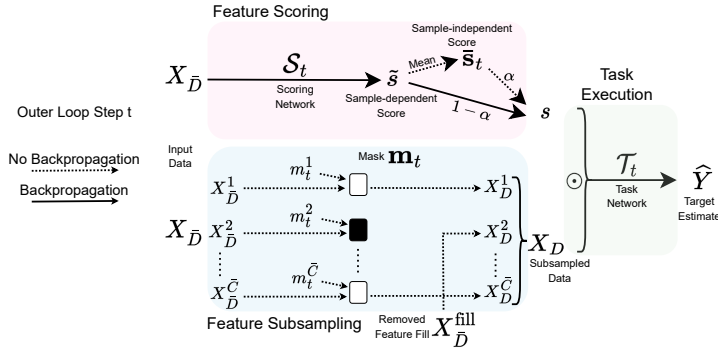 Feature Scoring
Sample-independent
Score
s̄_t
Mean
α
X_D̄
𝒮_t
Scoring
Network
s̃
Sample-dependent
Score
1 − α
s
Task
Execution
Outer Loop Step t
No Backpropagation
Backpropagation
Input
Data
Mask m_t
X_D̄^1
m_t^1
X_D^1
X_D̄
X_D̄^2
m_t^2
X_D^2
X_D̄^C̄
m_t^C̄
X_D^C̄
X_D
Subsampled
Data
⊙
𝒯_t
Task
Network
Ŷ
Target
Estimate
Feature Subsampling
Removed
Feature Fill
X_D̄^fill